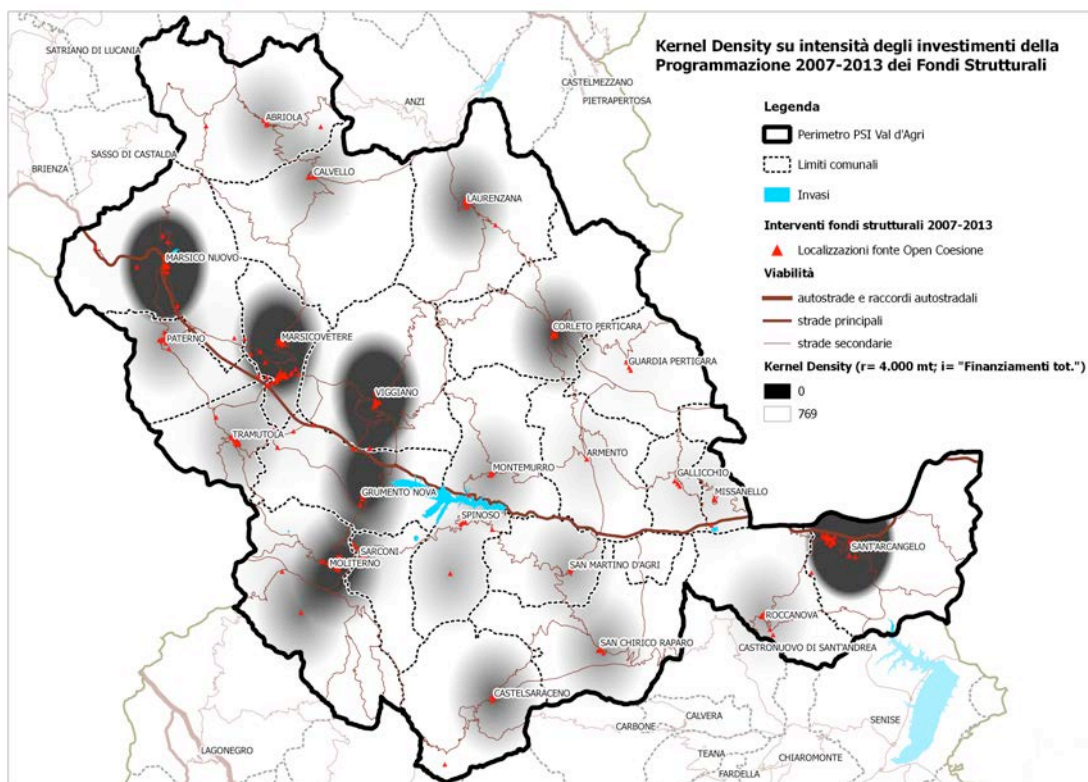 Kernel Density su intensità degli investimenti della
Programmazione 2007-2013 dei Fondi Strutturali
Legenda
Perimetro PSI Val d'Agri
Limiti comunali
Invasi
Interventi fondi strutturali 2007-2013
Localizzazioni fonte Open Coesione
Viabilità
autostrade e raccordi autostradali
strade principali
strade secondarie
Kernel Density (r= 4.000 mt; i= "Finanziamenti tot.")
0
769
SATRIANO DI LUCANIA
CASTELMEZZANO
PIETRAPERTOSA
ANZI
ABRIOLA
SASSO DI CASTALDA
BRIENZA
CALVELLO
LAURENZANA
MARSICO NUOVO
PATERNO
MARSICOVETERE
CORLETO PERTICARA
GUARDIA PERTICARA
VIGGIANO
TRAMUTOLA
ARMENTO
MONTEMURRO
GALLICCHIO
MISSANELLO
GRUMENTO NOVA
SPINOSO
SANT'ARCANGELO
SARCONI
MOLITERNO
SAN MARTINO D'AGRI
ROCCANOVA
SAN CHIRICO RAPARO
CASTRONUOVO DI SANT'ANDREA
CASTELSARACENO
CALVERA
CARBONE
SENISE
LAGONEGRO
TEANA
CHIAROMONTE
FARDELLA